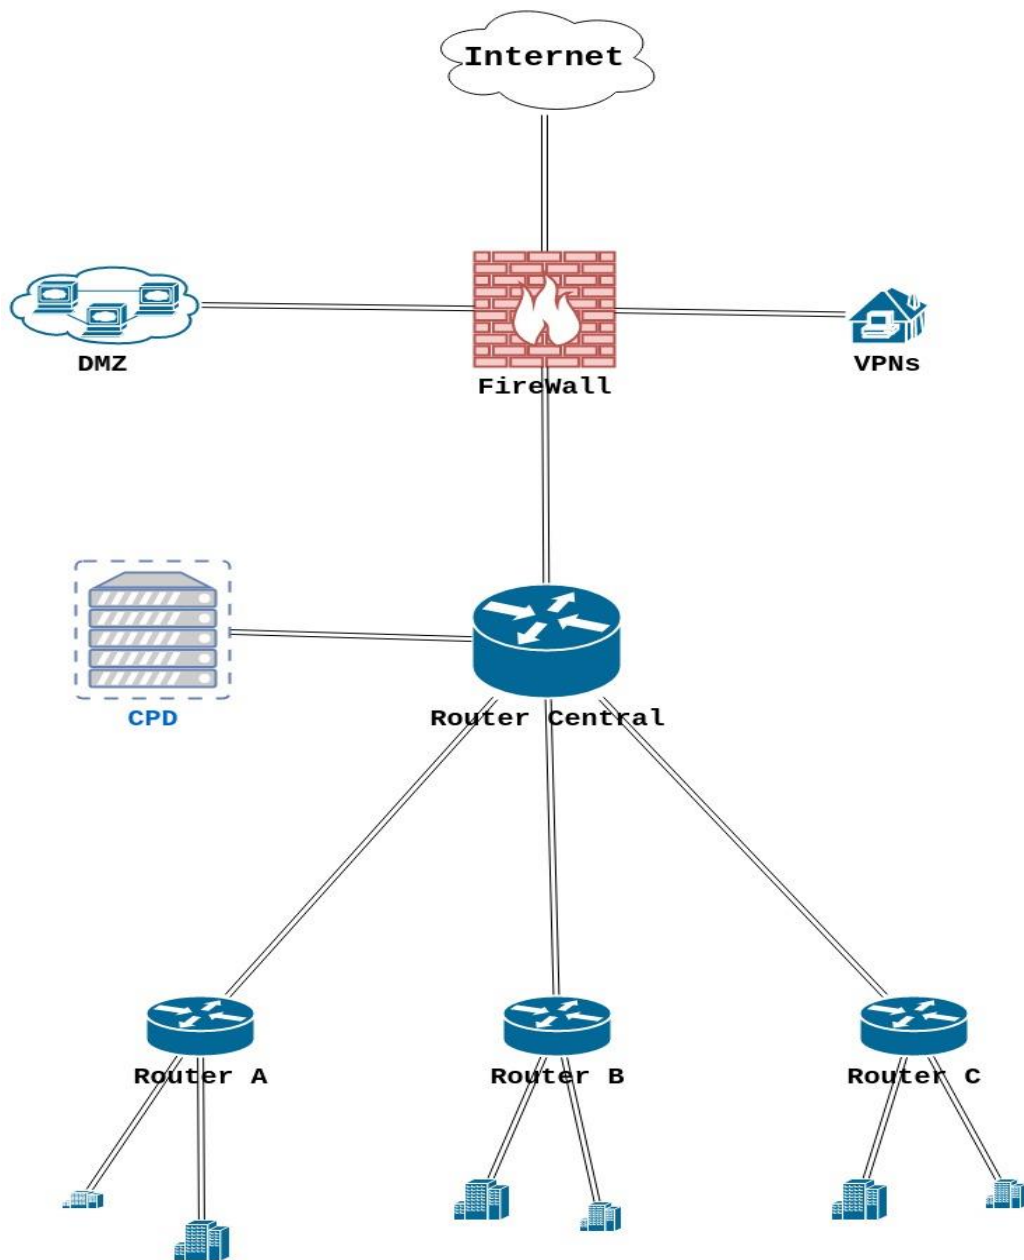 Internet
DMZ
FireWall
VPNs
CPD
Router Central
Router A
Router B
Router C